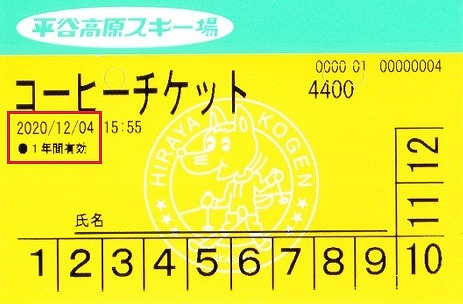 平谷高原スキー場
0000 01 00000004
コーヒーチケット 4400
2020/12/04 15:55
●1年間有効
HIRAYA KOGEN
氏名
12
11
1 2 3 4 5 6 7 8 9 10